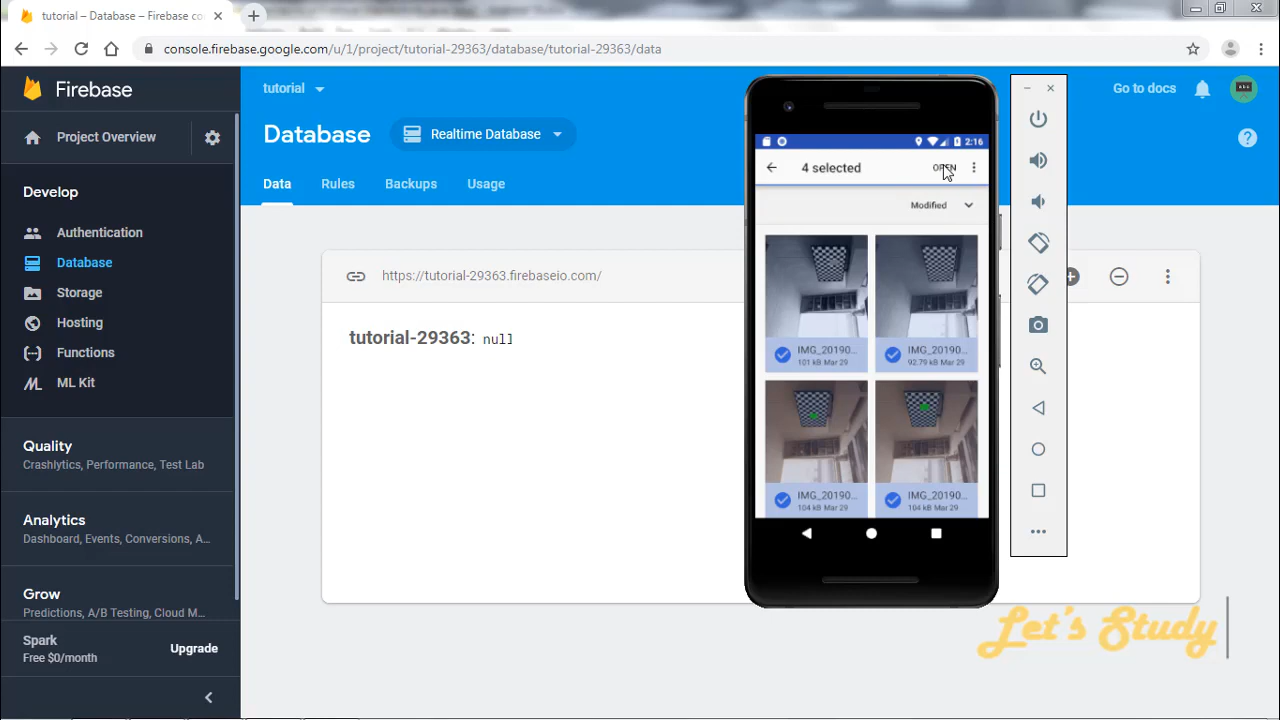 tutorial – Database – Firebase co
console.firebase.google.com/u/1/project/tutorial-29363/database/tutorial-29363/data
Firebase
tutorial
Go to docs
Project Overview
Database
Realtime Database
Data
Rules
Backups
Usage
Develop
Authentication
Database
Storage
Hosting
Functions
ML Kit
Quality
Crashlytics, Performance, Test Lab
Analytics
Dashboard, Events, Conversions, A...
Grow
Predictions, A/B Testing, Cloud M...
Spark
Free $0/month
Upgrade
https://tutorial-29363.firebaseio.com/
tutorial-29363: null
2:16
4 selected
OPEN
Modified
IMG_20190...
101 kB Mar 29
IMG_20190...
92.79 kB Mar 29
IMG_20190...
104 kB Mar 29
IMG_20190...
104 kB Mar 29
Let's Study